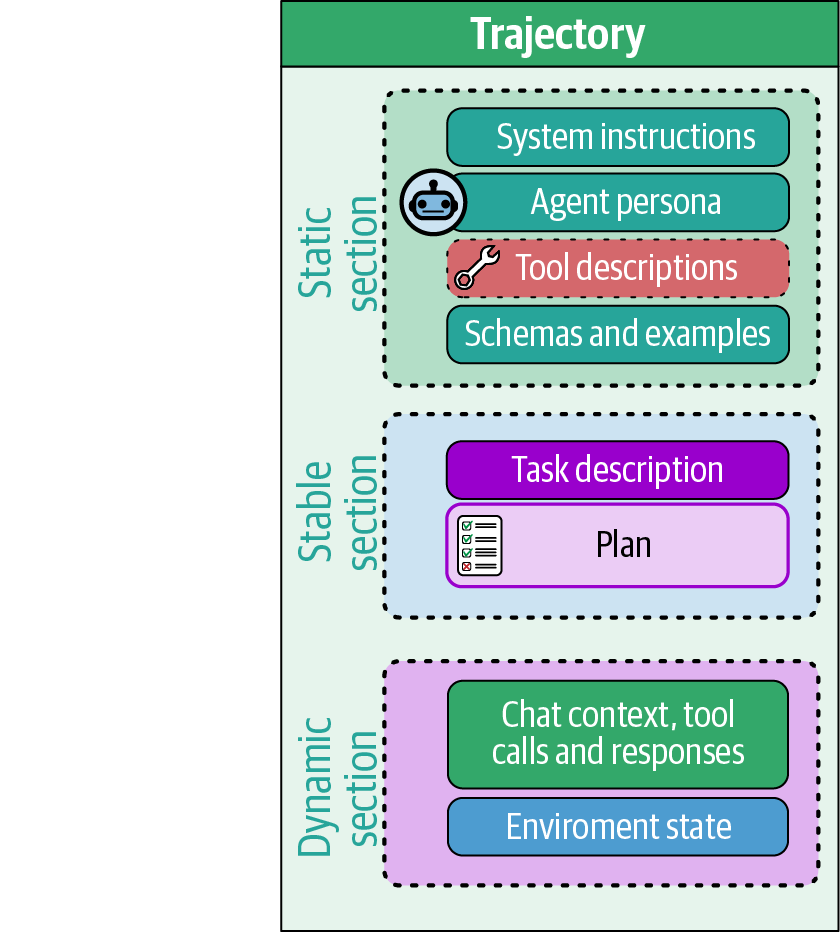 Trajectory
Static
section
System instructions
Agent persona
Tool descriptions
Schemas and examples
Stable
section
Task description
Plan
Dynamic
section
Chat context, tool
calls and responses
Enviroment state